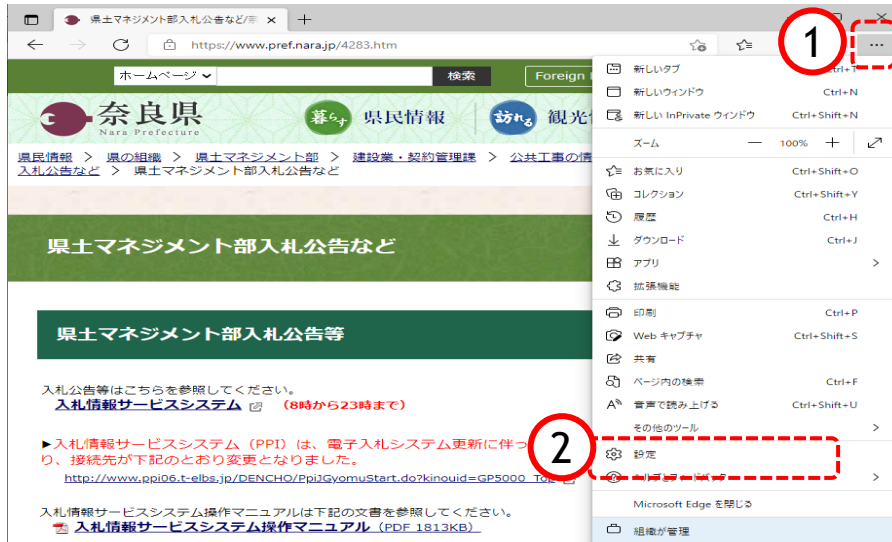 県土マネジメント部入札公告など/奈
https://www.pref.nara.jp/4283.htm
1
ホームページ
検索
Foreign
奈良県
Nara Prefecture
暮らす 県民情報
訪れる 観光
県民情報 > 県の組織 > 県土マネジメント部 > 建設業・契約管理課 > 公共工事の情
入札公告など > 県土マネジメント部入札公告など
県土マネジメント部入札公告など
県土マネジメント部入札公告等
入札公告等はこちらを参照してください。
入札情報サービスシステム (8時から23時まで)
►入札情報サービスシステム(PPI)は、電子入札システム更新に伴っ
り、接続先が下記のとおり変更となりました。
http://www.ppi06.t-elbs.jp/DENCHO/PpiJGyomuStart.do?kinouid=GP5000_Top
入札情報サービスシステム操作マニュアルは下記の文書を参照してください。
入札情報サービスシステム操作マニュアル(PDF 1813KB)
新しいタブ Ctrl+T
新しいウィンドウ Ctrl+N
新しい InPrivate ウィンドウ Ctrl+Shift+N
ズーム — 100% +
お気に入り Ctrl+Shift+O
コレクション Ctrl+Shift+Y
履歴 Ctrl+H
ダウンロード Ctrl+J
アプリ >
拡張機能
印刷 Ctrl+P
Web キャプチャ Ctrl+Shift+S
共有
ページ内の検索 Ctrl+F
音声で読み上げる Ctrl+Shift+U
その他のツール >
2
設定
ヘルプとフィードバック >
Microsoft Edge を閉じる
組織が管理